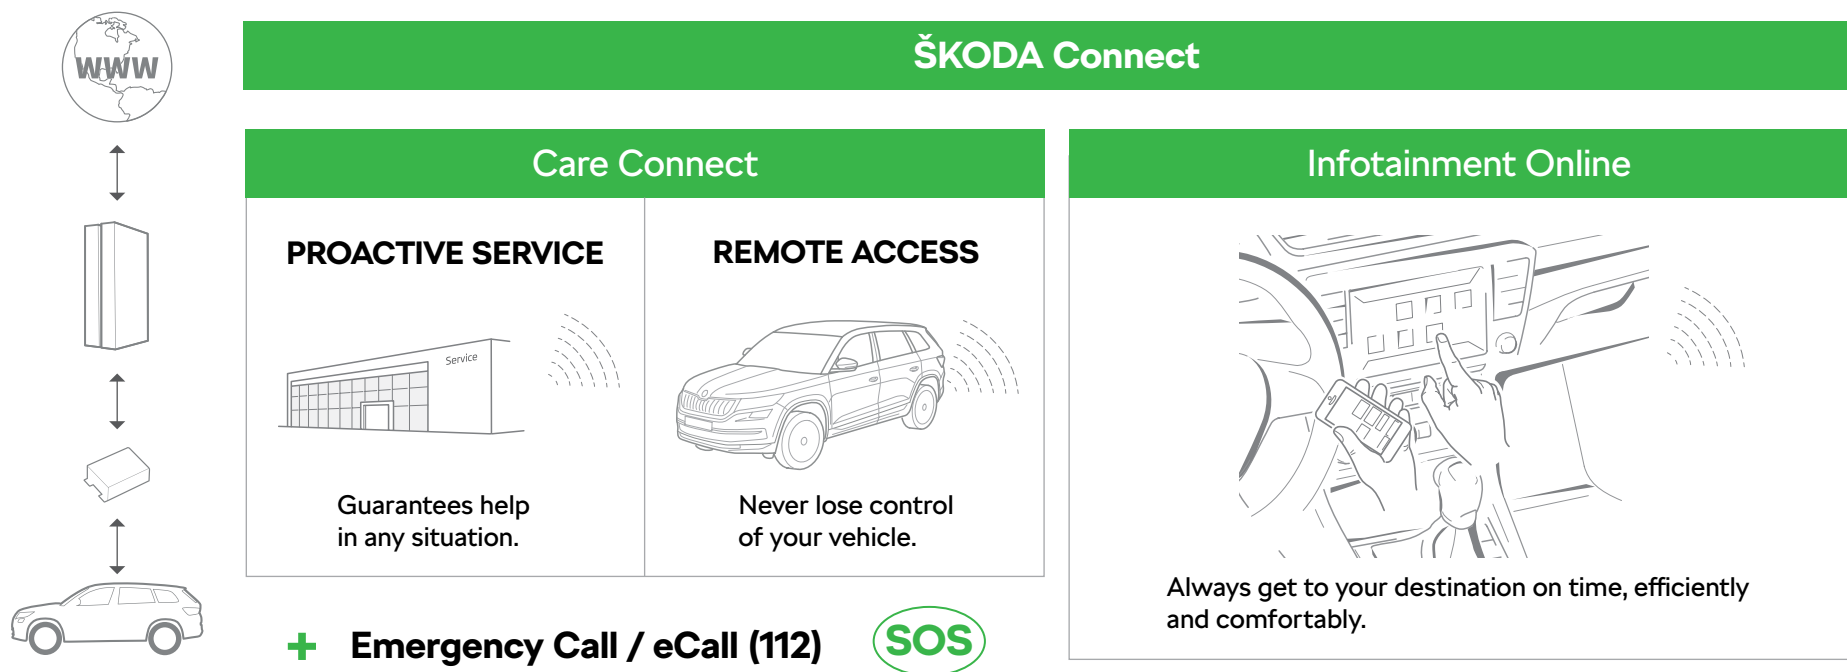 WWW
ŠKODA Connect
Care Connect
PROACTIVE SERVICE
Service
Guarantees help
in any situation.
REMOTE ACCESS
Never lose control
of your vehicle.
+ Emergency Call / eCall (112)
SOS
Infotainment Online
Always get to your destination on time, efficiently
and comfortably.